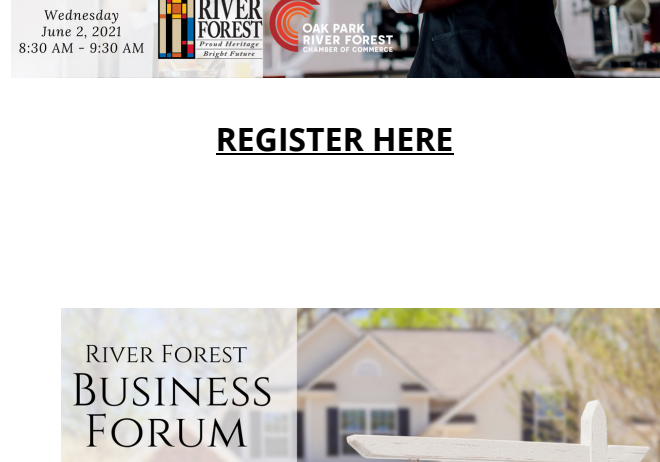 Wednesday
June 2, 2021
8:30 AM - 9:30 AM
RIVER
FOREST
Proud Heritage
Bright Future
OAK PARK
RIVER FOREST
CHAMBER OF COMMERCE
REGISTER HERE
RIVER FOREST
BUSINESS
FORUM